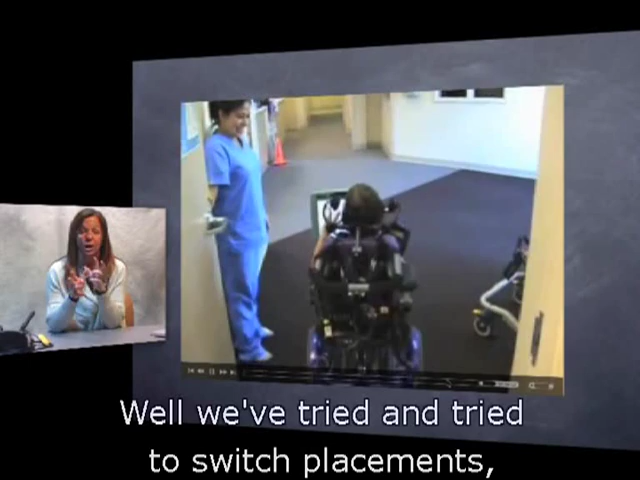 Well we've tried and tried
to switch placements,